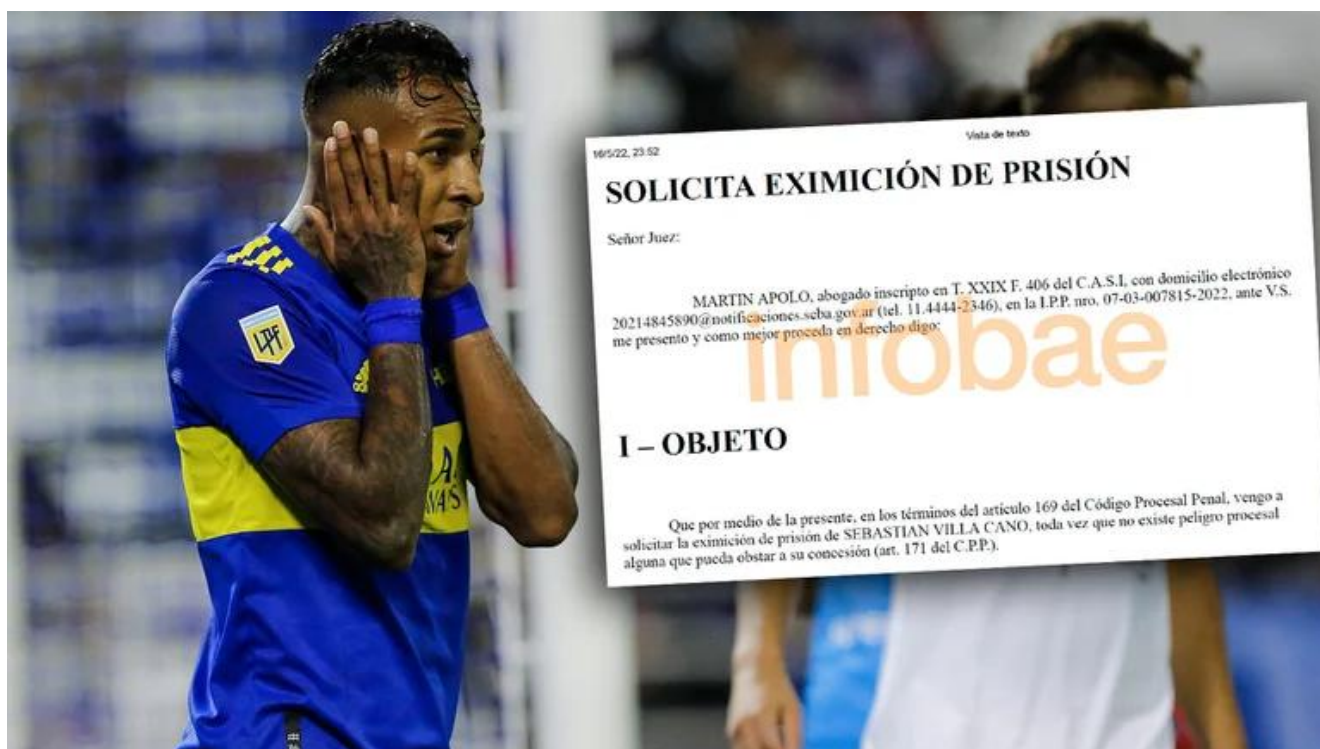 16/5/22, 23:52
Vista de texto
SOLICITA EXIMICIÓN DE PRISIÓN
Señor Juez:
MARTIN APOLO, abogado inscripto en T. XXIX F. 406 del C.A.S.I, con domicilio electrónico
20214845890@notificaciones.scba.gov.ar (tel. 11.4444-2346), en la I.P.P. nro. 07-03-007815-2022, ante V.S.
me presento y como mejor proceda en derecho digo:
infobae
I – OBJETO
Que por medio de la presente, en los términos del artículo 169 del Código Procesal Penal, vengo a
solicitar la eximición de prisión de SEBASTIAN VILLA CANO, toda vez que no existe peligro procesal
alguna que pueda obstar a su concesión (art. 171 del C.P.P.).
LPF